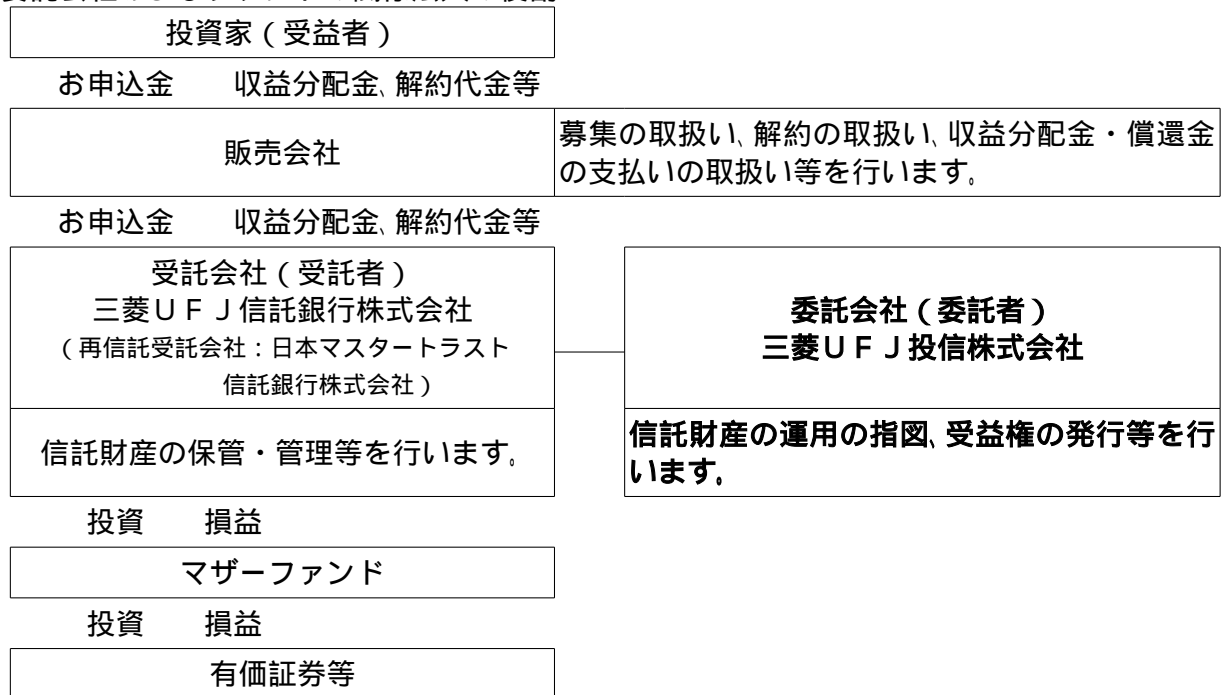 投資家（受益者）
お申込金　収益分配金、解約代金等
販売会社
募集の取扱い、解約の取扱い、収益分配金・償還金
の支払いの取扱い等を行います。
お申込金　収益分配金、解約代金等
受託会社（受託者）
三菱ＵＦＪ信託銀行株式会社
（再信託受託会社：日本マスタートラスト
信託銀行株式会社）
委託会社（委託者）
三菱ＵＦＪ投信株式会社
信託財産の保管・管理等を行います。
信託財産の運用の指図、受益権の発行等を行
います。
投資　損益
マザーファンド
投資　損益
有価証券等